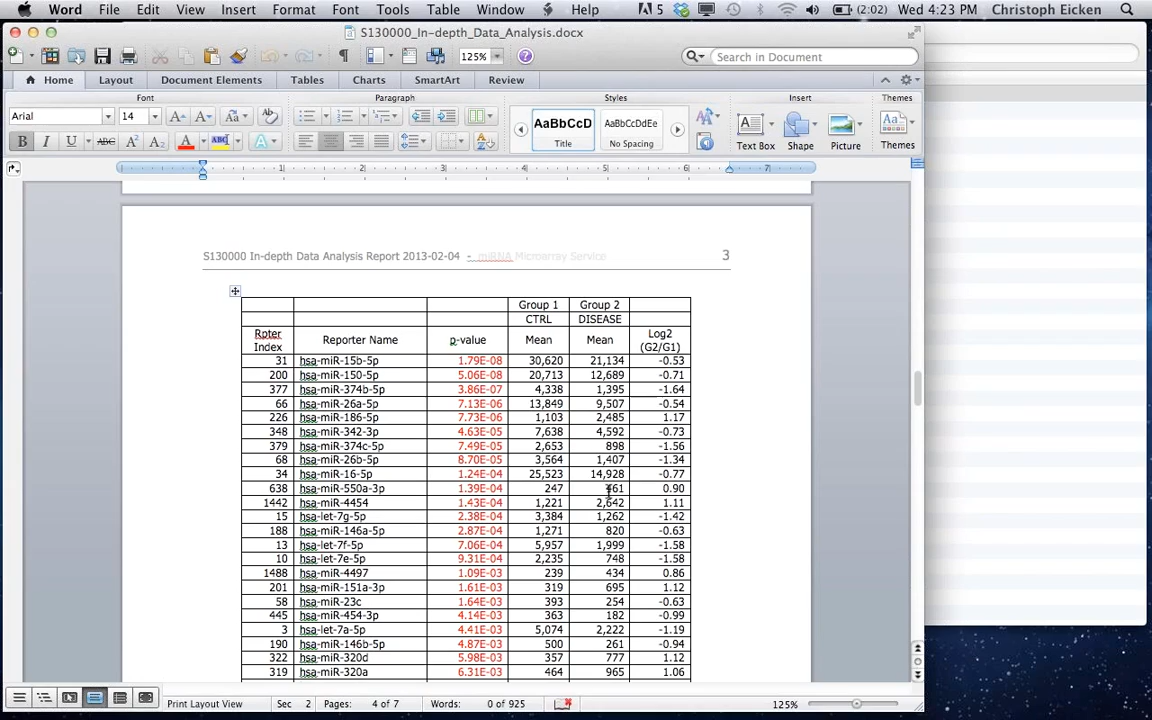 Word File Edit View Insert Format Font Tools Table Window Help 5 (2:02) Wed 4:23 PM Christoph Eicken
S130000_In-depth_Data_Analysis.docx
125% Search in Document
Home Layout Document Elements Tables Charts SmartArt Review
Font Paragraph Styles Insert Themes
Arial 14 A A Aa AaBbCcD AaBbCcDdEe
Title No Spacing
B I U ABC A2 A2 A ABC A
Text Box Shape Picture Themes
1 2 3 4 5 6 7
S130000 In-depth Data Analysis Report 2013-02-04 - miRNA Microarray Service 3
Group 1 Group 2
CTRL DISEASE
Rpter Index Reporter Name p-value Mean Mean Log2 (G2/G1)
31 hsa-miR-15b-5p 1.79E-08 30,620 21,134 -0.53
200 hsa-miR-150-5p 5.06E-08 20,713 12,689 -0.71
377 hsa-miR-374b-5p 3.86E-07 4,338 1,395 -1.64
66 hsa-miR-26a-5p 7.13E-06 13,849 9,507 -0.54
226 hsa-miR-186-5p 7.73E-06 1,103 2,485 1.17
348 hsa-miR-342-3p 4.63E-05 7,638 4,592 -0.73
379 hsa-miR-374c-5p 7.49E-05 2,653 898 -1.56
68 hsa-miR-26b-5p 8.70E-05 3,564 1,407 -1.34
34 hsa-miR-16-5p 1.24E-04 25,523 14,928 -0.77
638 hsa-miR-550a-3p 1.39E-04 247 0.90
1442 hsa-miR-4454 1.43E-04 1,221 2,642 1.11
15 hsa-let-7g-5p 2.38E-04 3,384 1,262 -1.42
188 hsa-miR-146a-5p 2.87E-04 1,271 820 -0.63
13 hsa-let-7f-5p 7.06E-04 5,957 1,999 -1.58
10 hsa-let-7e-5p 9.31E-04 2,235 748 -1.58
1488 hsa-miR-4497 1.09E-03 239 434 0.86
201 hsa-miR-151a-3p 1.61E-03 319 695 1.12
58 hsa-miR-23c 1.64E-03 393 254 -0.63
445 hsa-miR-454-3p 4.14E-03 363 182 -0.99
3 hsa-let-7a-5p 4.41E-03 5,074 2,222 -1.19
190 hsa-miR-146b-5p 4.87E-03 500 261 -0.94
322 hsa-miR-320d 5.98E-03 357 777 1.12
319 hsa-miR-320a 6.31E-03 464 965 1.06
Print Layout View Sec 2 Pages: 4 of 7 Words: 0 of 925 125%